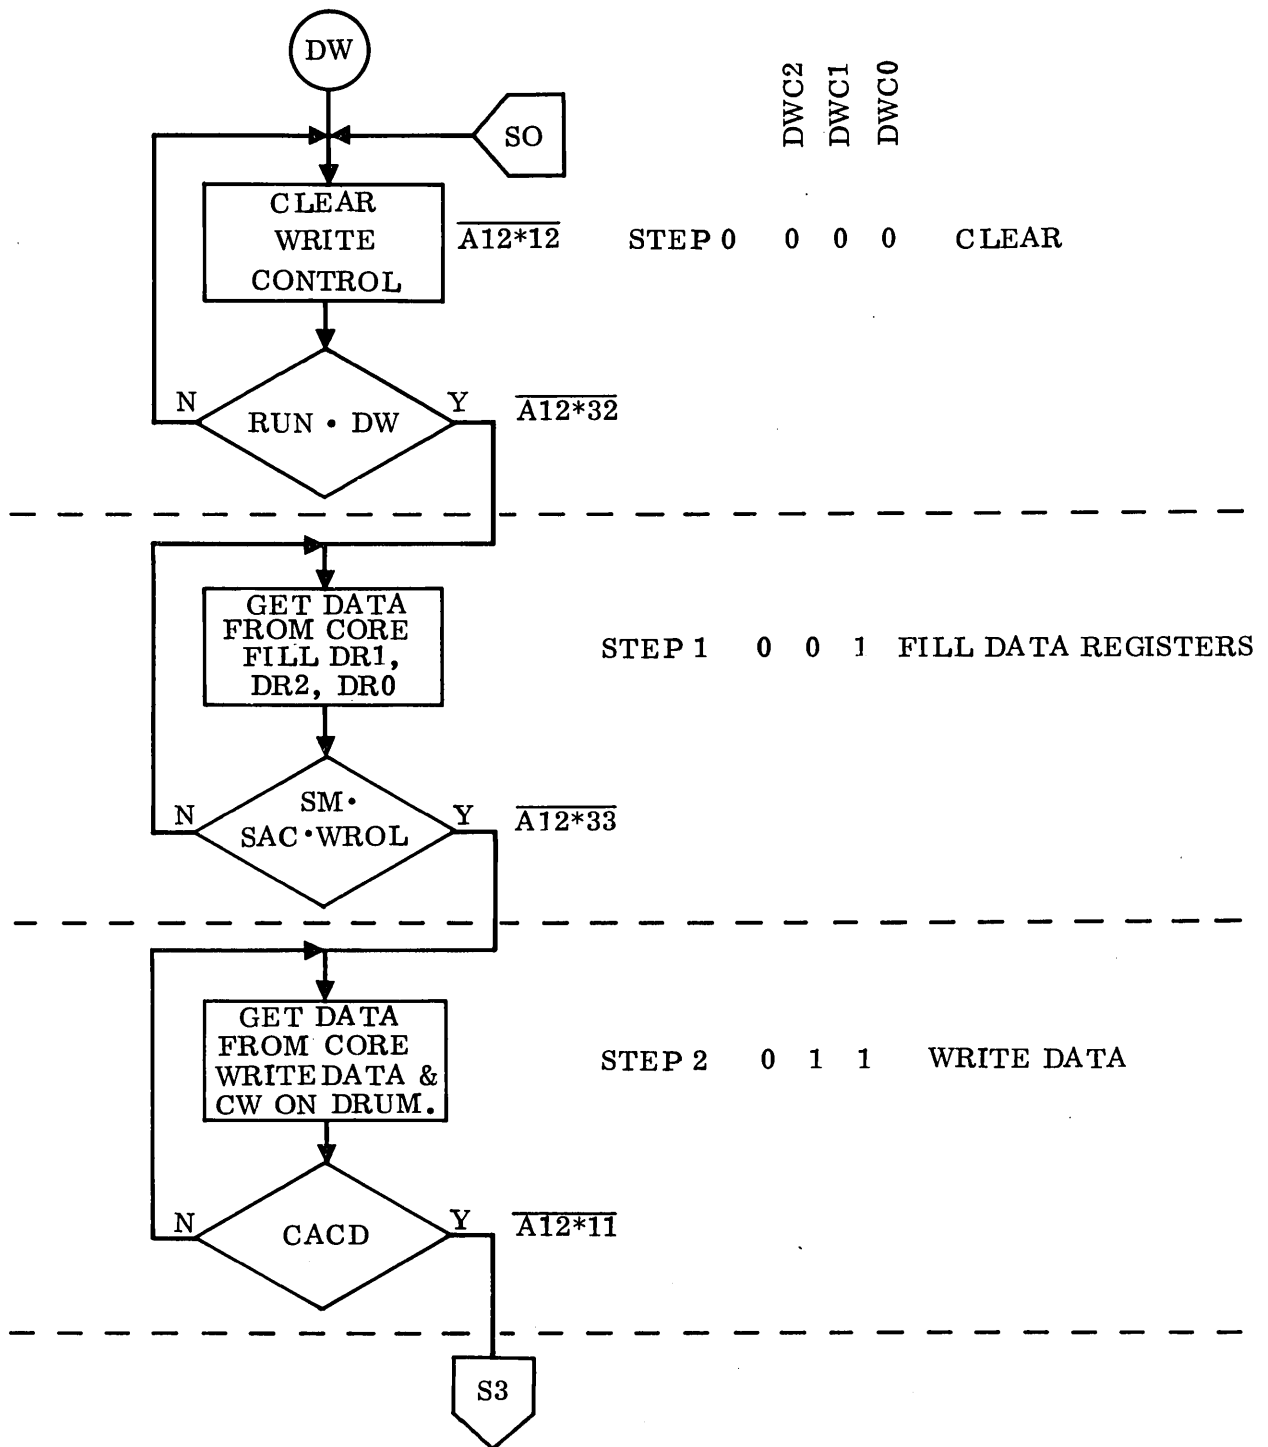 DW
DWC2 DWC1 DWC0
SO
CLEAR
WRITE
CONTROL
A12*12 STEP 0 0 0 0 CLEAR
N RUN • DW Y A12*32
GET DATA
FROM CORE
FILL DR1,
DR2, DR0
STEP 1 0 0 1 FILL DATA REGISTERS
N SM•
SAC•WROL Y A12*33
GET DATA
FROM CORE
WRITE DATA &
CW ON DRUM.
STEP 2 0 1 1 WRITE DATA
N CACD Y A12*11
S3